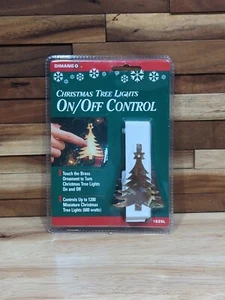 DIMANGO
CHRISTMAS TREE LIGHTS
ON/OFF CONTROL
Touch the Brass
Ornament to Turn
Christmas Tree Lights
On and Off
Controls Up to 1200
Miniature Christmas
Tree Lights (600 watts)